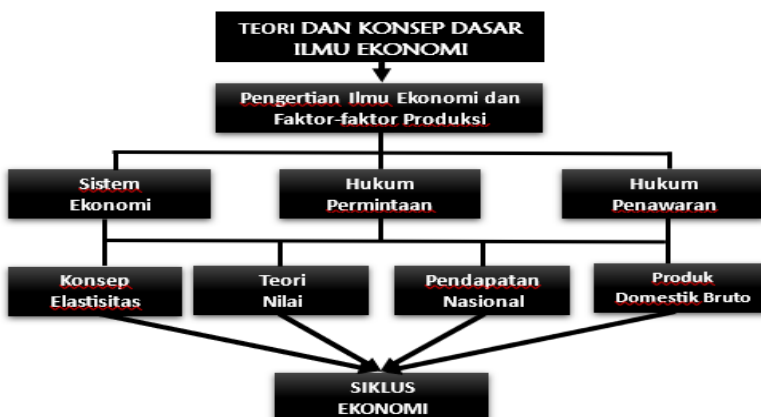 TEORI DAN KONSEP DASAR
ILMU EKONOMI
Pengertian Ilmu Ekonomi dan
Faktor-faktor Produksi
Sistem
Ekonomi
Hukum
Permintaan
Hukum
Penawaran
Konsep
Elastisitas
Teori
Nilai
Pendapatan
Nasional
Produk
Domestik Bruto
SIKLUS
EKONOMI